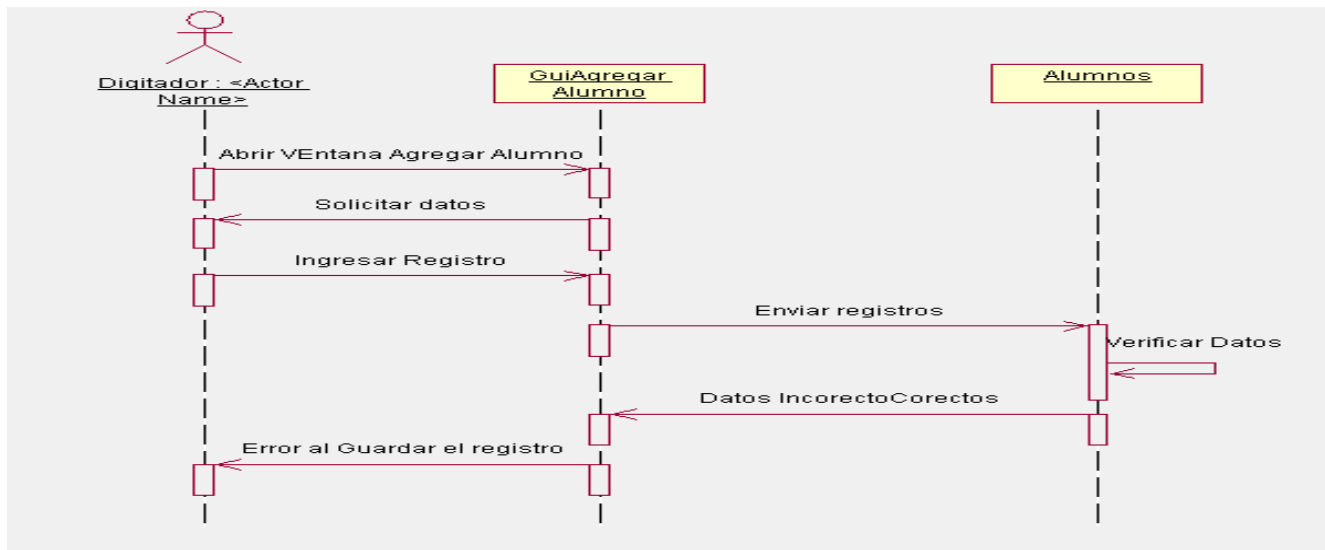 Digitador : <Actor
Name>
GuiAgregar
Alumno
Alumnos
Abrir VEntana Agregar Alumno
Solicitar datos
Ingresar Registro
Enviar registros
Verificar Datos
Datos IncorectoCorectos
Error al Guardar el registro